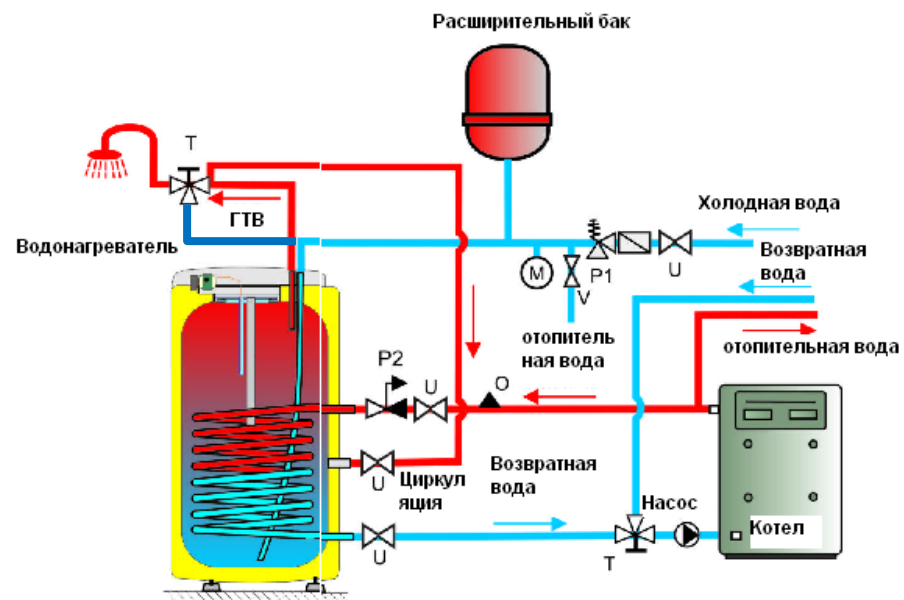 Расширительный бак
T
ГТВ
Холодная вода
Водонагреватель
Возвратная
вода
M
P1
U
V
отопитель
ная вода
отопительная вода
P2
U
O
U
Циркул
яция
Возвратная
вода
Насос
Котел
U
T